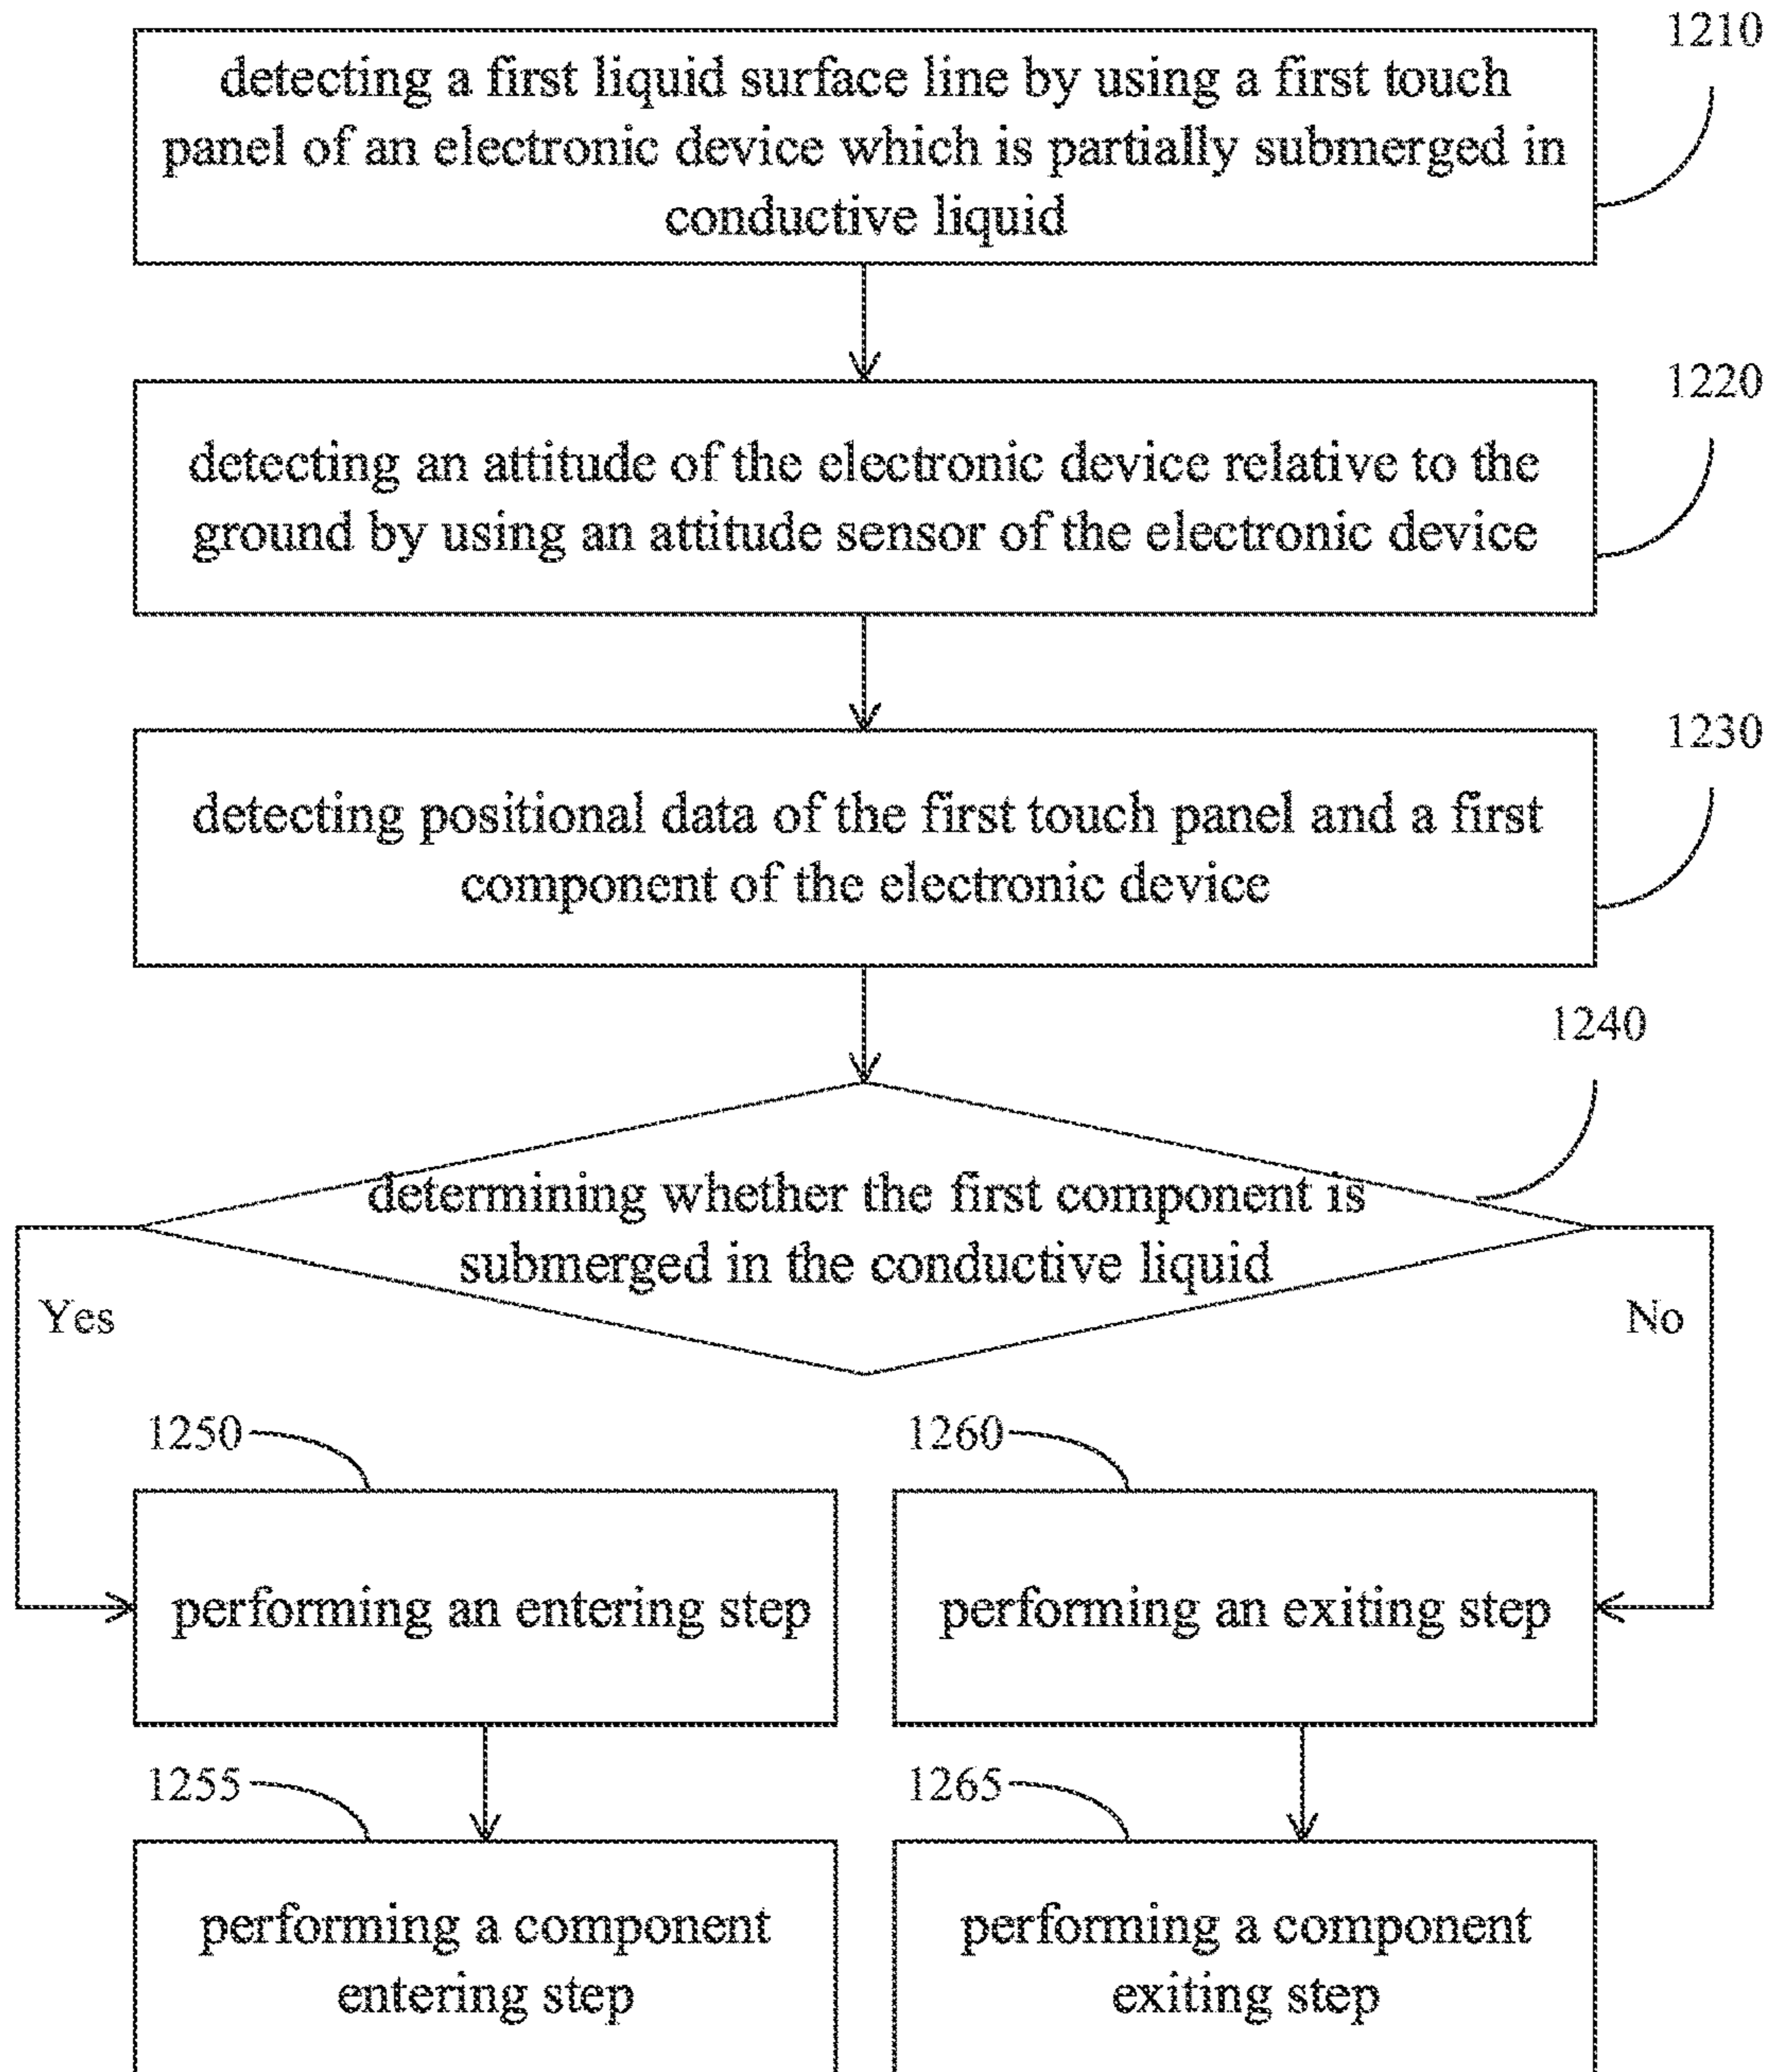 1210
detecting a first liquid surface line by using a first touch
panel of an electronic device which is partially submerged in
conductive liquid
1220
detecting an attitude of the electronic device relative to the
ground by using an attitude sensor of the electronic device
1230
detecting positional data of the first touch panel and a first
component of the electronic device
1240
determining whether the first component is
submerged in the conductive liquid
Yes
No
1250
1260
performing an entering step
performing an exiting step
1255
1265
performing a component
entering step
performing a component
exiting step